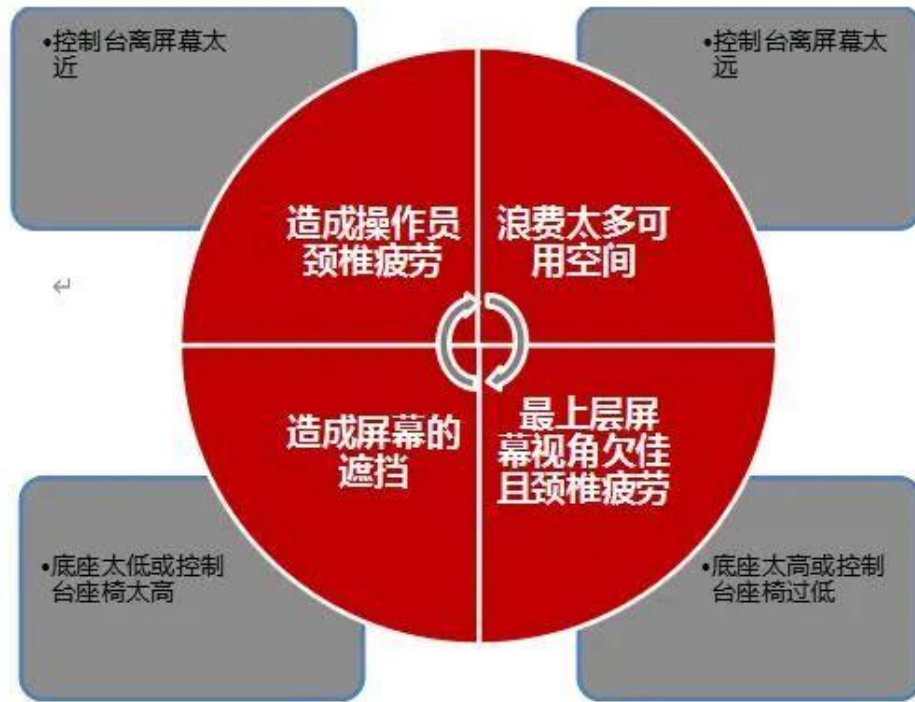 •控制台离屏幕太
近
•控制台离屏幕太
远
造成操作员
颈椎疲劳
浪费太多可
用空间
造成屏幕的
遮挡
最上层屏
幕视角欠佳
且颈椎疲劳
•底座太低或控制
台座椅太高
•底座太高或控制
台座椅过低